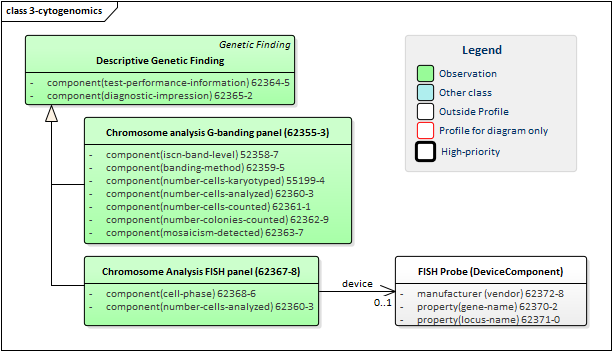 class 3-cytogenomics
Genetic Finding
Descriptive Genetic Finding
- component(test-performance-information) 62364-5
- component(diagnostic-impression) 62365-2
Chromosome analysis G-banding panel (62355-3)
- component(iscn-band-level) 52358-7
- component(banding-method) 62359-5
- component(number-cells-karyotyped) 55199-4
- component(number-cells-analyzed) 62360-3
- component(number-cells-counted) 62361-1
- component(number-colonies-counted) 62362-9
- component(mosaicism-detected) 62363-7
Chromosome Analysis FISH panel (62367-8)
- component(cell-phase) 62368-6
- component(number-cells-analyzed) 62360-3
device
0..1
FISH Probe (DeviceComponent)
- manufacturer (vendor) 62372-8
- property(gene-name) 62370-2
- property(locus-name) 62371-0
Legend
Observation
Other class
Outside Profile
Profile for diagram only
High-priority